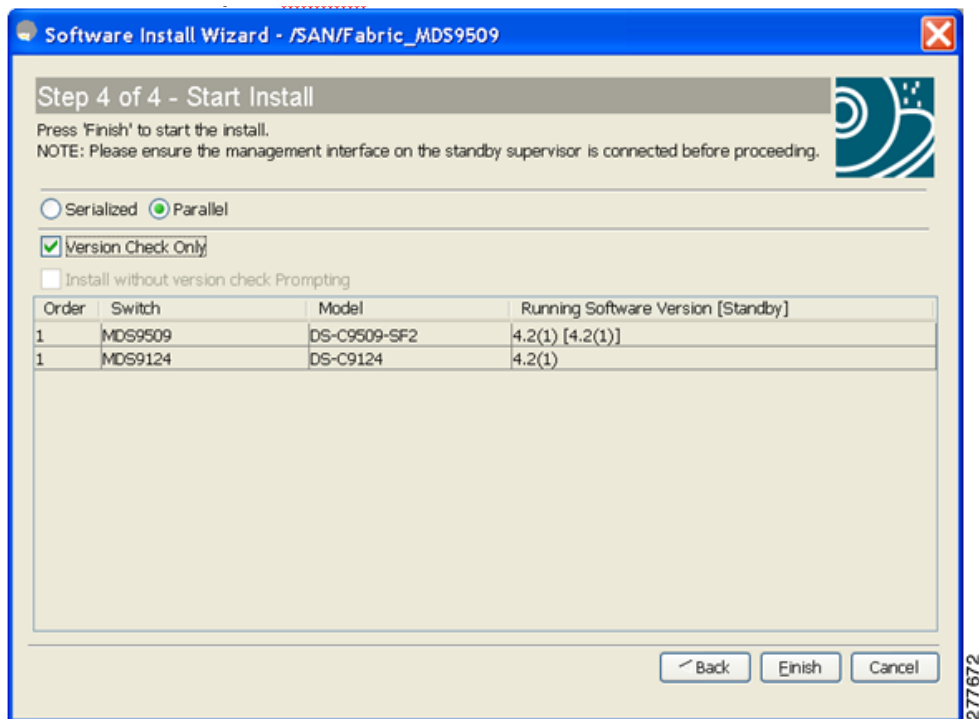 Software Install Wizard - /SAN/Fabric_MDS9509
Step 4 of 4 - Start Install
Press 'Finish' to start the install.
NOTE: Please ensure the management interface on the standby supervisor is connected before proceeding.
Serialized Parallel
Version Check Only
Install without version check Prompting
Order Switch Model Running Software Version [Standby]
1 MDS9509 DS-C9509-SF2 4.2(1) [4.2(1)]
1 MDS9124 DS-C9124 4.2(1)
Back Finish Cancel
277672